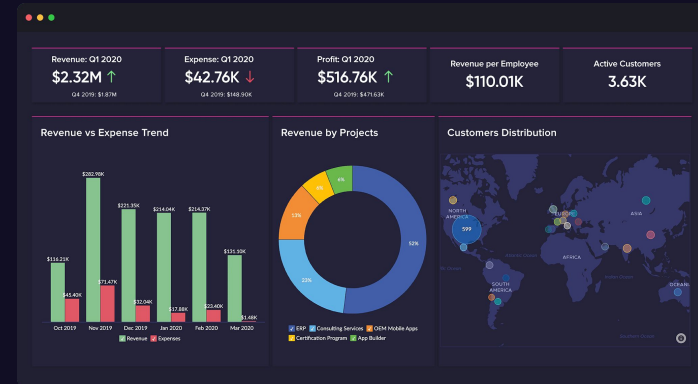 Revenue: Q1 2020
$2.32M ↑
Q4 2019: $1.87M
Expense: Q1 2020
$42.76K ↓
Q4 2019: $148.90K
Profit: Q1 2020
$516.76K ↑
Q4 2019: $471.63K
Revenue per Employee
$110.01K
Active Customers
3.63K
Revenue vs Expense Trend
$116.21K
$45.40K
$282.98K
$71.47K
$221.35K
$32.04K
$214.04K
$17.88K
$214.37K
$23.40K
$131.10K
$1.48K
Oct 2019 Nov 2019 Dec 2019 Jan 2020 Feb 2020 Mar 2020
Revenue Expenses
Revenue by Projects
6%
6%
13%
52%
23%
ERP Consulting Services OEM Mobile Apps
Certification Program App Builder
Customers Distribution
NORTH
AMERICA
599
EUROPE
ASIA
AFRICA
SOUTH
AMERICA
OCEANI